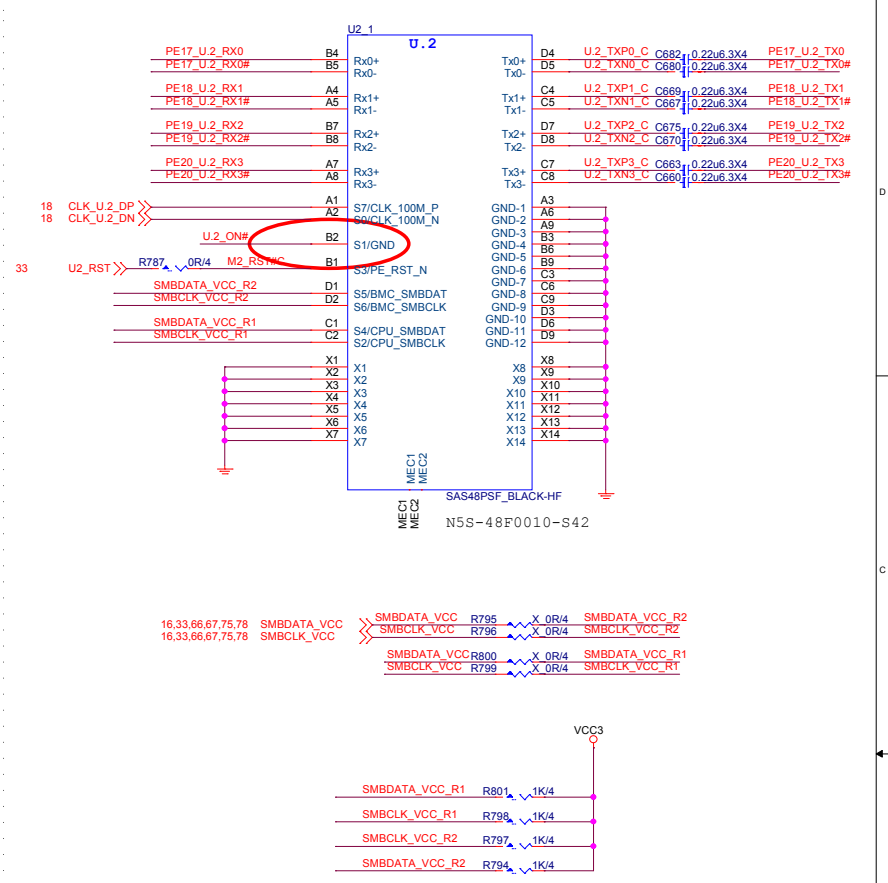 U2_1
U.2
PE17_U.2_RX0 B4 Rx0+ Tx0+ D4 U.2_TXP0_C C682 0.22u6.3X4 PE17_U.2_TX0
PE17_U.2_RX0# B5 Rx0- Tx0- D5 U.2_TXN0_C C680 0.22u6.3X4 PE17_U.2_TX0#
PE18_U.2_RX1 A4 Rx1+ Tx1+ C4 U.2_TXP1_C C669 0.22u6.3X4 PE18_U.2_TX1
PE18_U.2_RX1# A5 Rx1- Tx1- C5 U.2_TXN1_C C667 0.22u6.3X4 PE18_U.2_TX1#
PE19_U.2_RX2 B7 Rx2+ Tx2+ D7 U.2_TXP2_C C675 0.22u6.3X4 PE19_U.2_TX2
PE19_U.2_RX2# B8 Rx2- Tx2- D8 U.2_TXN2_C C670 0.22u6.3X4 PE19_U.2_TX2#
PE20_U.2_RX3 A7 Rx3+ Tx3+ C7 U.2_TXP3_C C663 0.22u6.3X4 PE20_U.2_TX3
PE20_U.2_RX3# A8 Rx3- Tx3- C8 U.2_TXN3_C C660 0.22u6.3X4 PE20_U.2_TX3#
D
18 CLK_U.2_DP A1 S7/CLK_100M_P GND-1 A3
18 CLK_U.2_DN A2 S0/CLK_100M_N GND-2 A6
GND-3 A9
U.2_ON# B2 S1/GND GND-4 B3
GND-5 B6
33 U2_RST R787 0R/4 M2_RST#C B1 S3/PE_RST_N GND-6 B9
GND-7 C3
SMBDATA_VCC_R2 D1 S5/BMC_SMBDAT GND-8 C6
SMBCLK_VCC_R2 D2 S6/BMC_SMBCLK GND-9 C9
GND-10 D3
SMBDATA_VCC_R1 C1 S4/CPU_SMBDAT GND-11 D6
SMBCLK_VCC_R1 C2 S2/CPU_SMBCLK GND-12 D9
X1 X1 X8 X8
X2 X2 X9 X9
X3 X3 X10 X10
X4 X4 X11 X11
X5 X5 X12 X12
X6 X6 X13 X13
X7 X7 X14 X14
MEC1
MEC2
MEC1
MEC2
SAS48PSF_BLACK-HF
N5S-48F0010-S42
C
16,33,66,67,75,78 SMBDATA_VCC SMBDATA_VCC R795 X_0R/4 SMBDATA_VCC_R2
16,33,66,67,75,78 SMBCLK_VCC SMBCLK_VCC R796 X_0R/4 SMBCLK_VCC_R2
SMBDATA_VCC R800 X_0R/4 SMBDATA_VCC_R1
SMBCLK_VCC R799 X_0R/4 SMBCLK_VCC_R1
VCC3
SMBDATA_VCC_R1 R801 1K/4
SMBCLK_VCC_R1 R798 1K/4
SMBCLK_VCC_R2 R797 1K/4
SMBDATA_VCC_R2 R794 1K/4